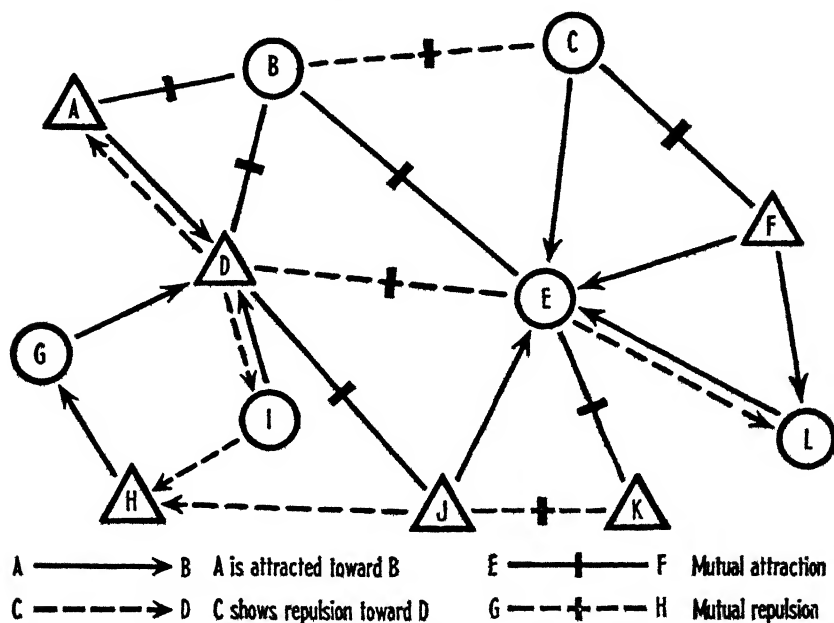 B
C
A
F
D
E
G
I
L
H
J
K
A B A is attracted toward B
E F Mutual attraction
C D C shows repulsion toward D
G H Mutual repulsion